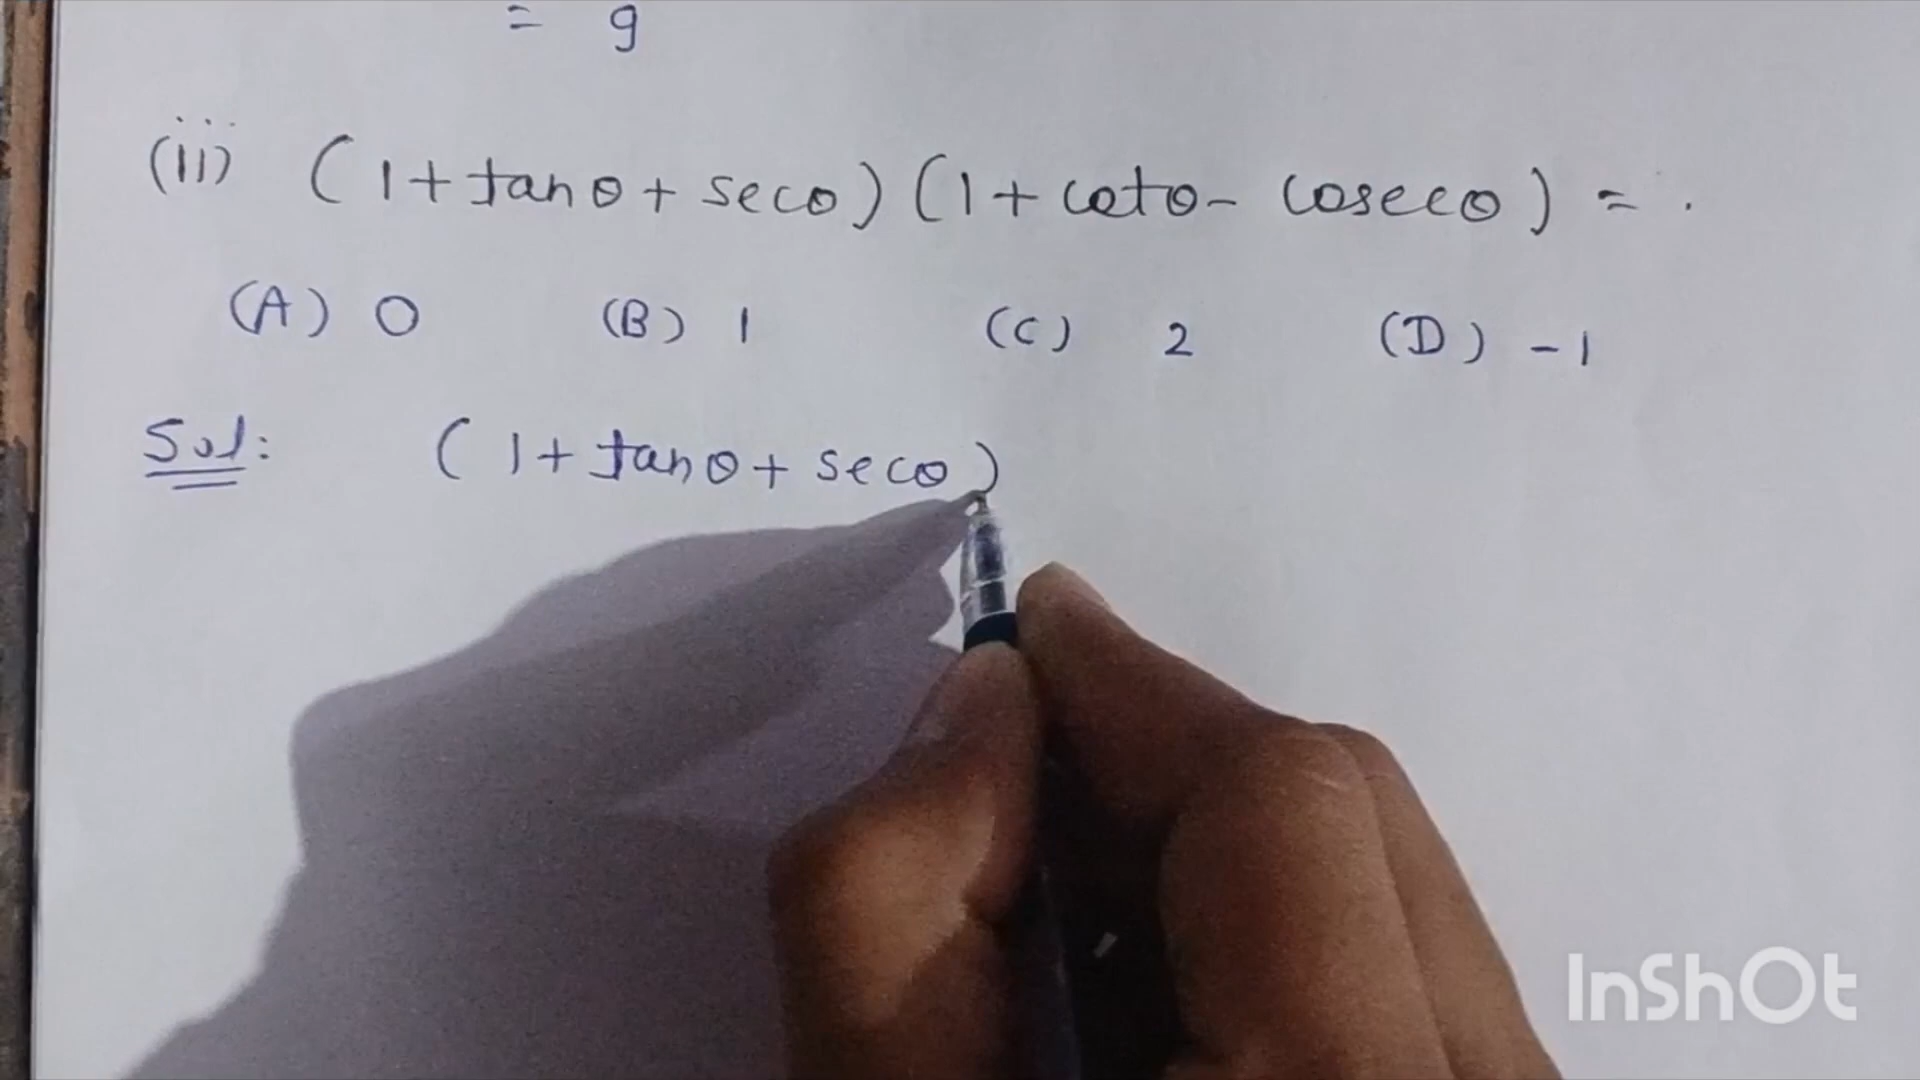 = 9
(ii) (1+tanθ+secθ)(1+cotθ-cosecθ) = .
(A) 0 (B) 1 (C) 2 (D) -1
Sol: (1+tanθ+secθ)
InShOt